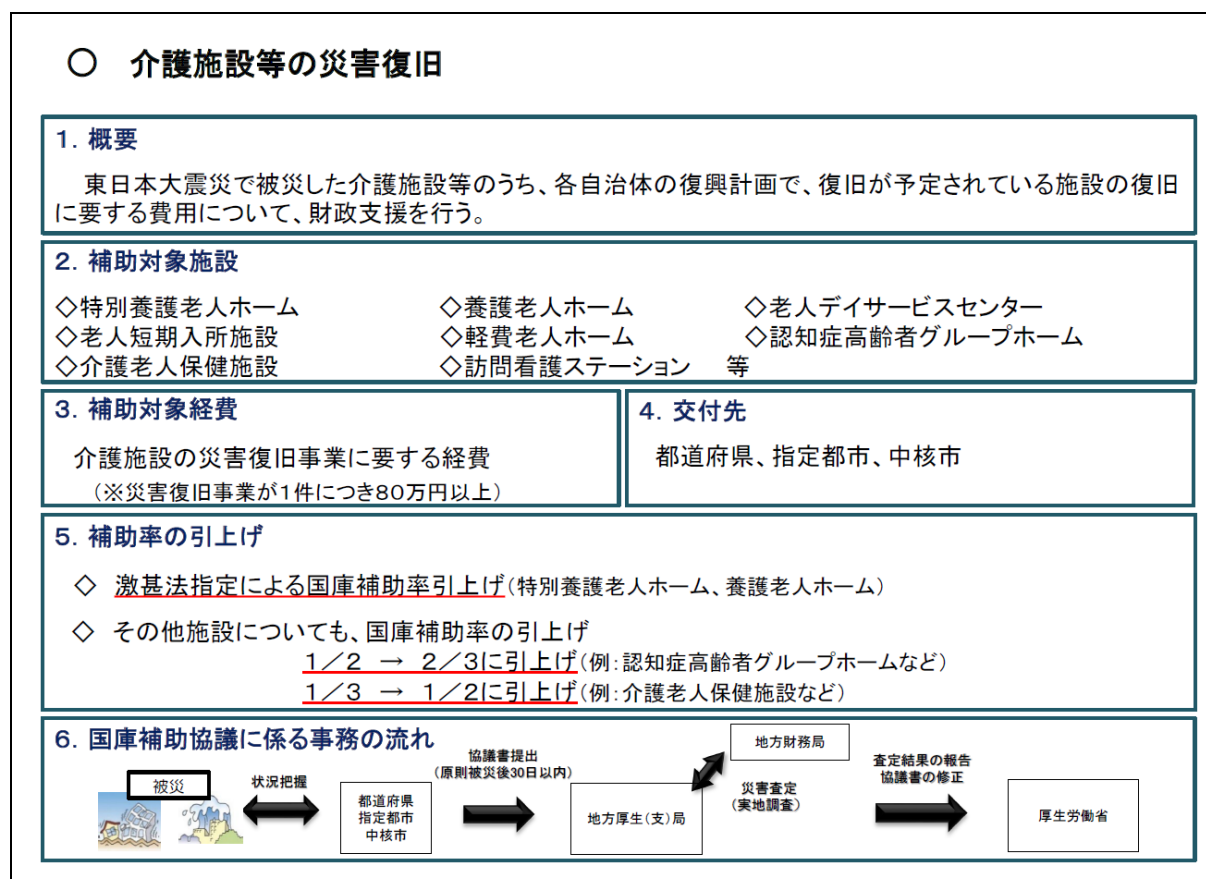 ○　介護施設等の災害復旧
１．概要
東日本大震災で被災した介護施設等のうち、各自治体の復興計画で、復旧が予定されている施設の復旧
に要する費用について、財政支援を行う。
２．補助対象施設
◇特別養護老人ホーム　◇養護老人ホーム　◇老人デイサービスセンター
◇老人短期入所施設　◇軽費老人ホーム　◇認知症高齢者グループホーム
◇介護老人保健施設　◇訪問看護ステーション　等
３．補助対象経費
介護施設の災害復旧事業に要する経費
（※災害復旧事業が１件につき８０万円以上）
４．交付先
都道府県、指定都市、中核市
５．補助率の引上げ
◇ 激甚法指定による国庫補助率引上げ（特別養護老人ホーム、養護老人ホーム）
◇ その他施設についても、国庫補助率の引上げ
１／２ → ２／３に引上げ（例：認知症高齢者グループホームなど）
１／３ → １／２に引上げ（例：介護老人保健施設など）
６．国庫補助協議に係る事務の流れ
被災
状況把握
都道府県
指定都市
中核市
協議書提出
（原則被災後30日以内）
地方厚生（支）局
地方財務局
災害査定
（実地調査）
査定結果の報告
協議書の修正
厚生労働省